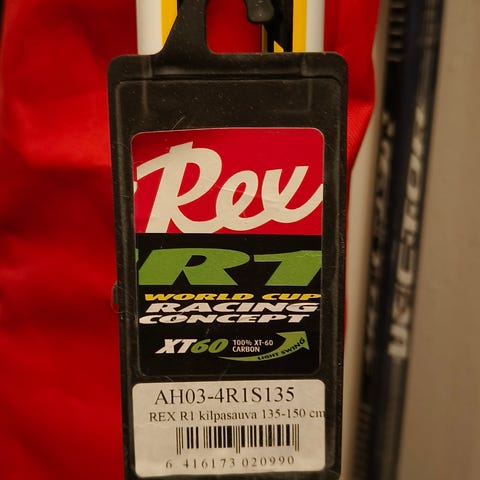 Rex
R1
WORLD CUP
RACING
CONCEPT
XT60 100% XT-60
CARBON
LIGHT SWING
AH03-4R1S135
REX R1 kilpasauva 135-150 cm
6 416173 020990